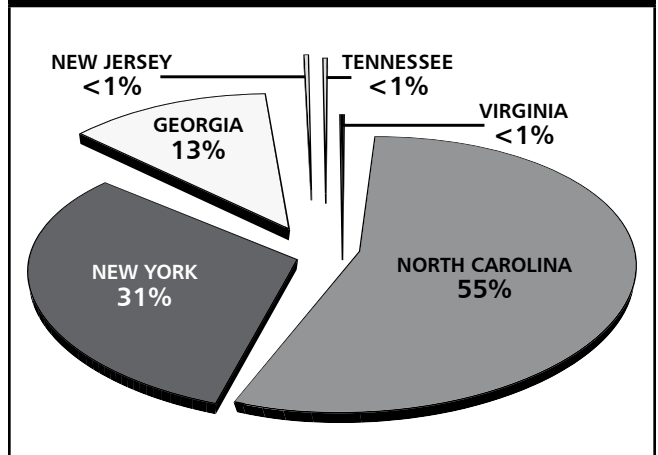 NEW JERSEY
<1%
TENNESSEE
<1%
VIRGINIA
<1%
GEORGIA
13%
NEW YORK
31%
NORTH CAROLINA
55%